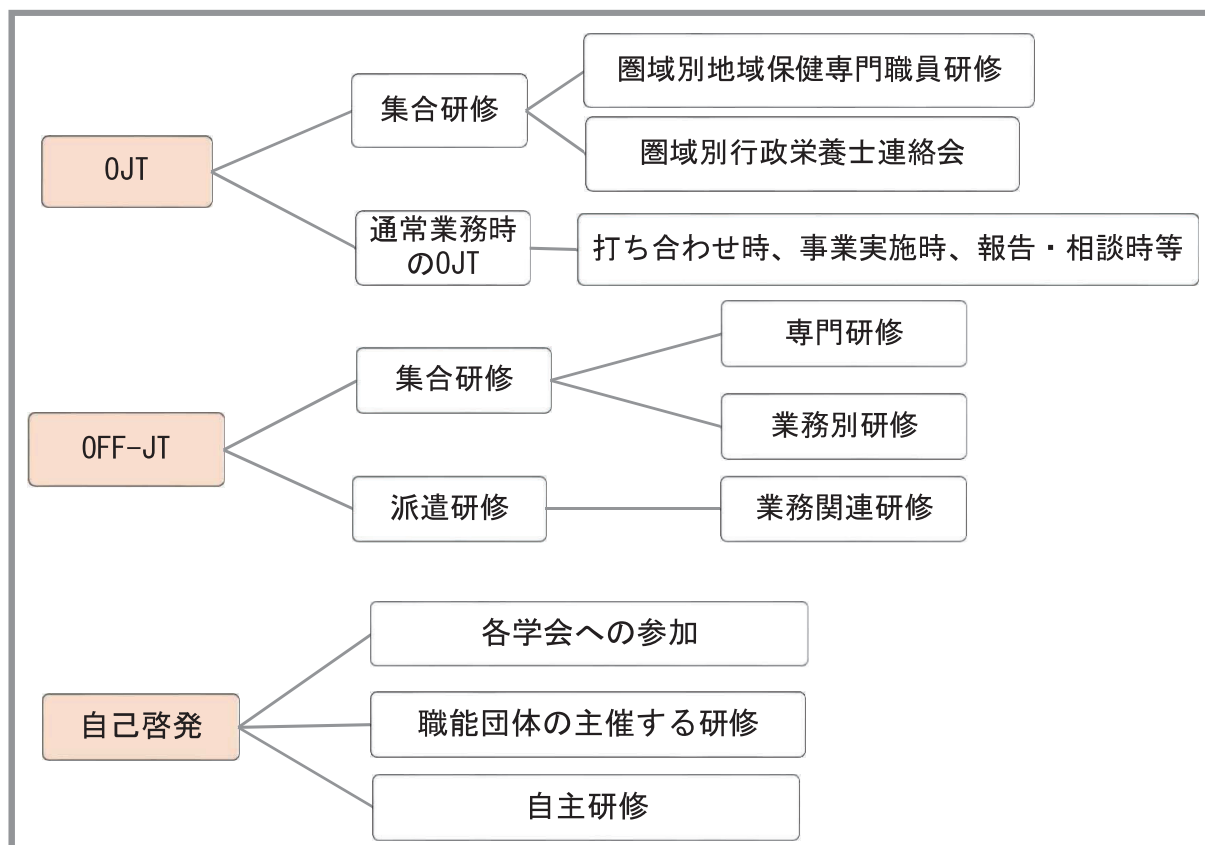 OJT
集合研修
圏域別地域保健専門職員研修
圏域別行政栄養士連絡会
通常業務時
のOJT
打ち合わせ時、事業実施時、報告・相談時等
OFF-JT
集合研修
専門研修
業務別研修
派遣研修
業務関連研修
自己啓発
各学会への参加
職能団体の主催する研修
自主研修